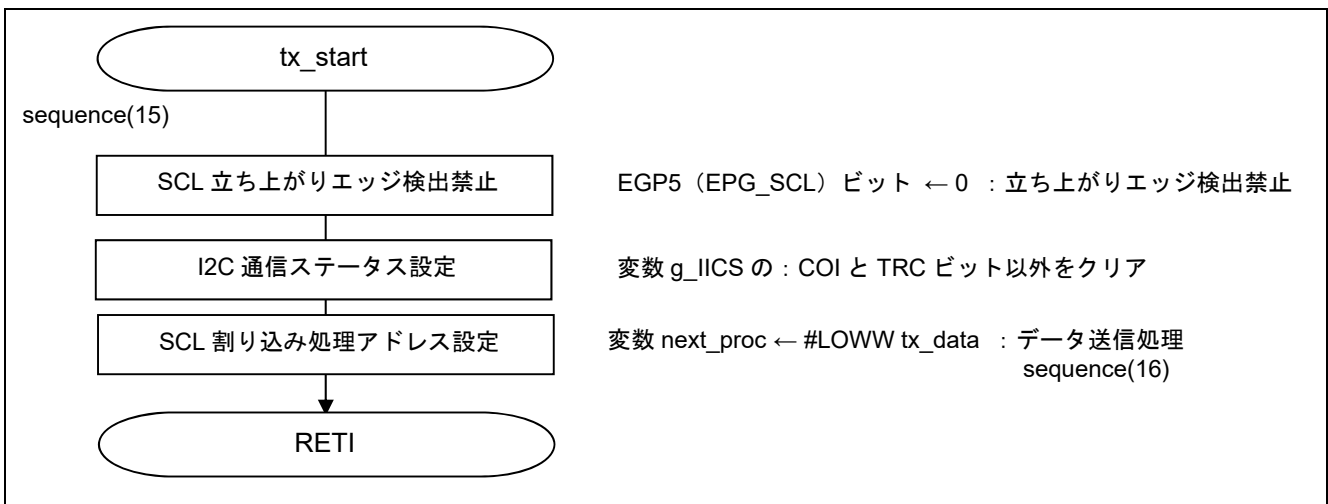 tx_start
sequence(15)
SCL 立ち上がりエッジ検出禁止
EGP5（EPG_SCL）ビット ← 0 ：立ち上がりエッジ検出禁止
I2C 通信ステータス設定
変数 g_IICS の：COI と TRC ビット以外をクリア
SCL 割り込み処理アドレス設定
変数 next_proc ← #LOWW tx_data ：データ送信処理
sequence(16)
RETI